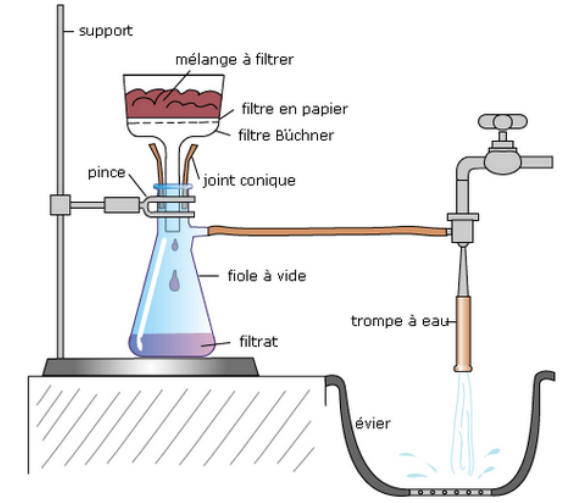 support
mélange à filtrer
filtre en papier
filtre Büchner
pince
joint conique
fiole à vide
trompe à eau
filtrat
évier